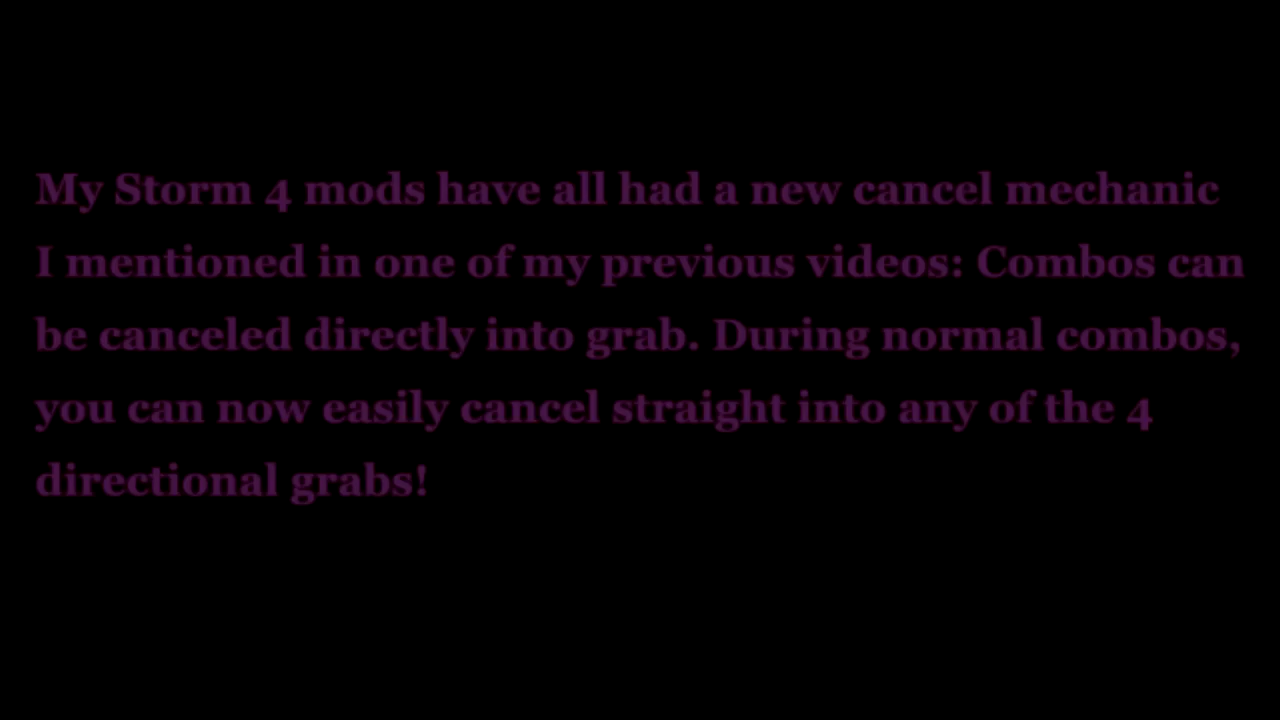 My Storm 4 mods have all had a new cancel mechanic
I mentioned in one of my previous videos: Combos can
be canceled directly into grab. During normal combos,
you can now easily cancel straight into any of the 4
directional grabs!